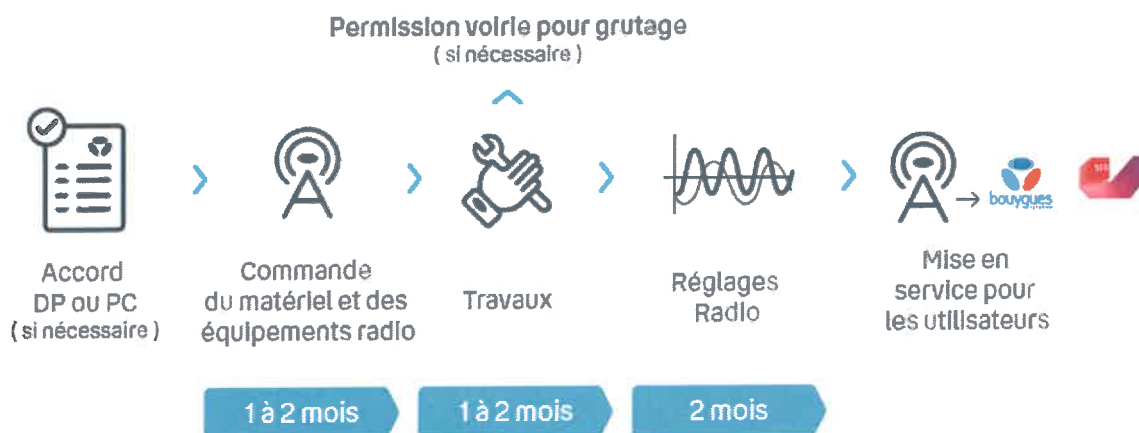 Permission voirie pour grutage
( si nécessaire )
Accord
DP ou PC
( si nécessaire )
Commande
du matériel et des
équipements radio
Travaux
Réglages
Radio
bouygues
SFR
Mise en
service pour
les utilisateurs
1 à 2 mois
1 à 2 mois
2 mois